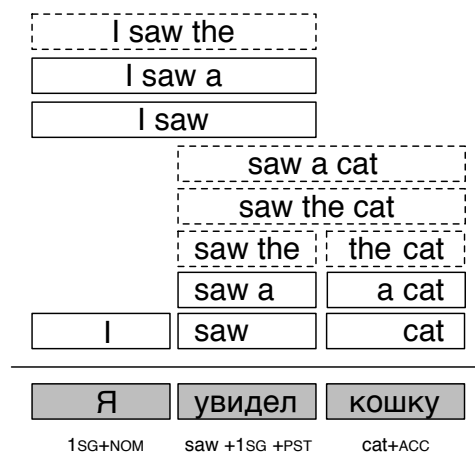 I saw the
I saw a
I saw
saw a cat
saw the cat
saw the the cat
saw a a cat
I saw cat
Я увидел кошку
1SG+NOM saw +1SG +PST cat+ACC